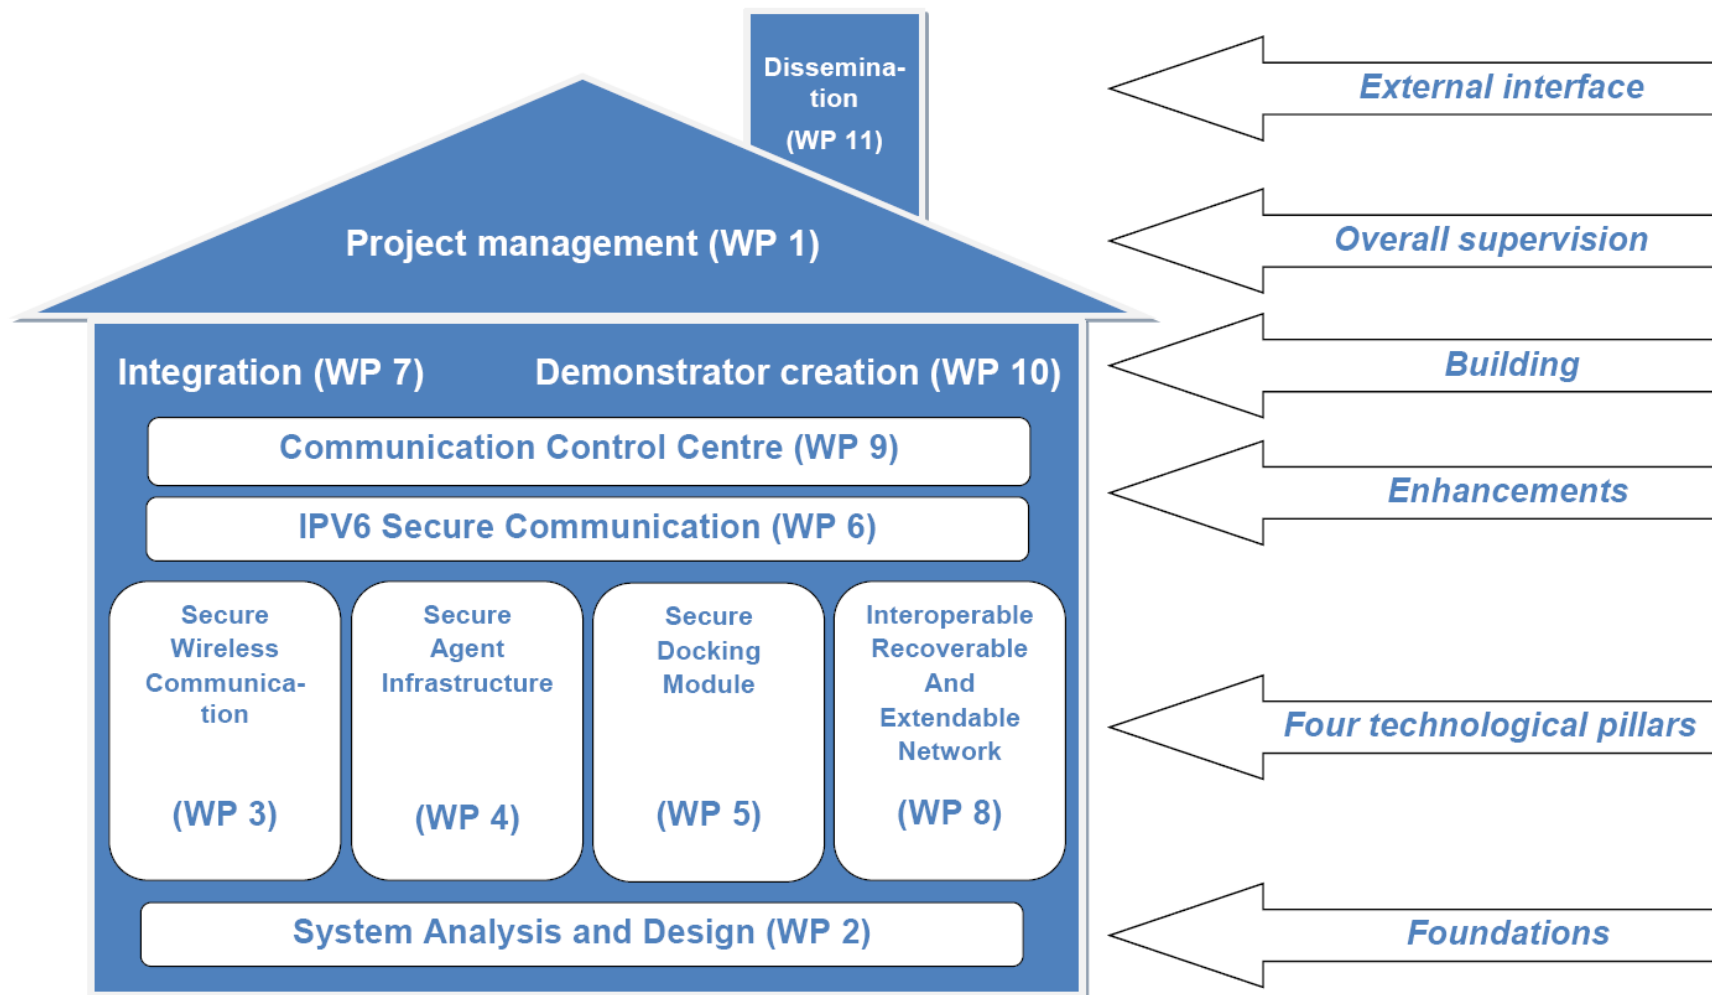 Dissemina-
tion
(WP 11)
External interface
Project management (WP 1)
Overall supervision
Integration (WP 7)
Demonstrator creation (WP 10)
Building
Communication Control Centre (WP 9)
IPV6 Secure Communication (WP 6)
Enhancements
Secure
Wireless
Communica-
tion
(WP 3)
Secure
Agent
Infrastructure
(WP 4)
Secure
Docking
Module
(WP 5)
Interoperable
Recoverable
And
Extendable
Network
(WP 8)
Four technological pillars
System Analysis and Design (WP 2)
Foundations